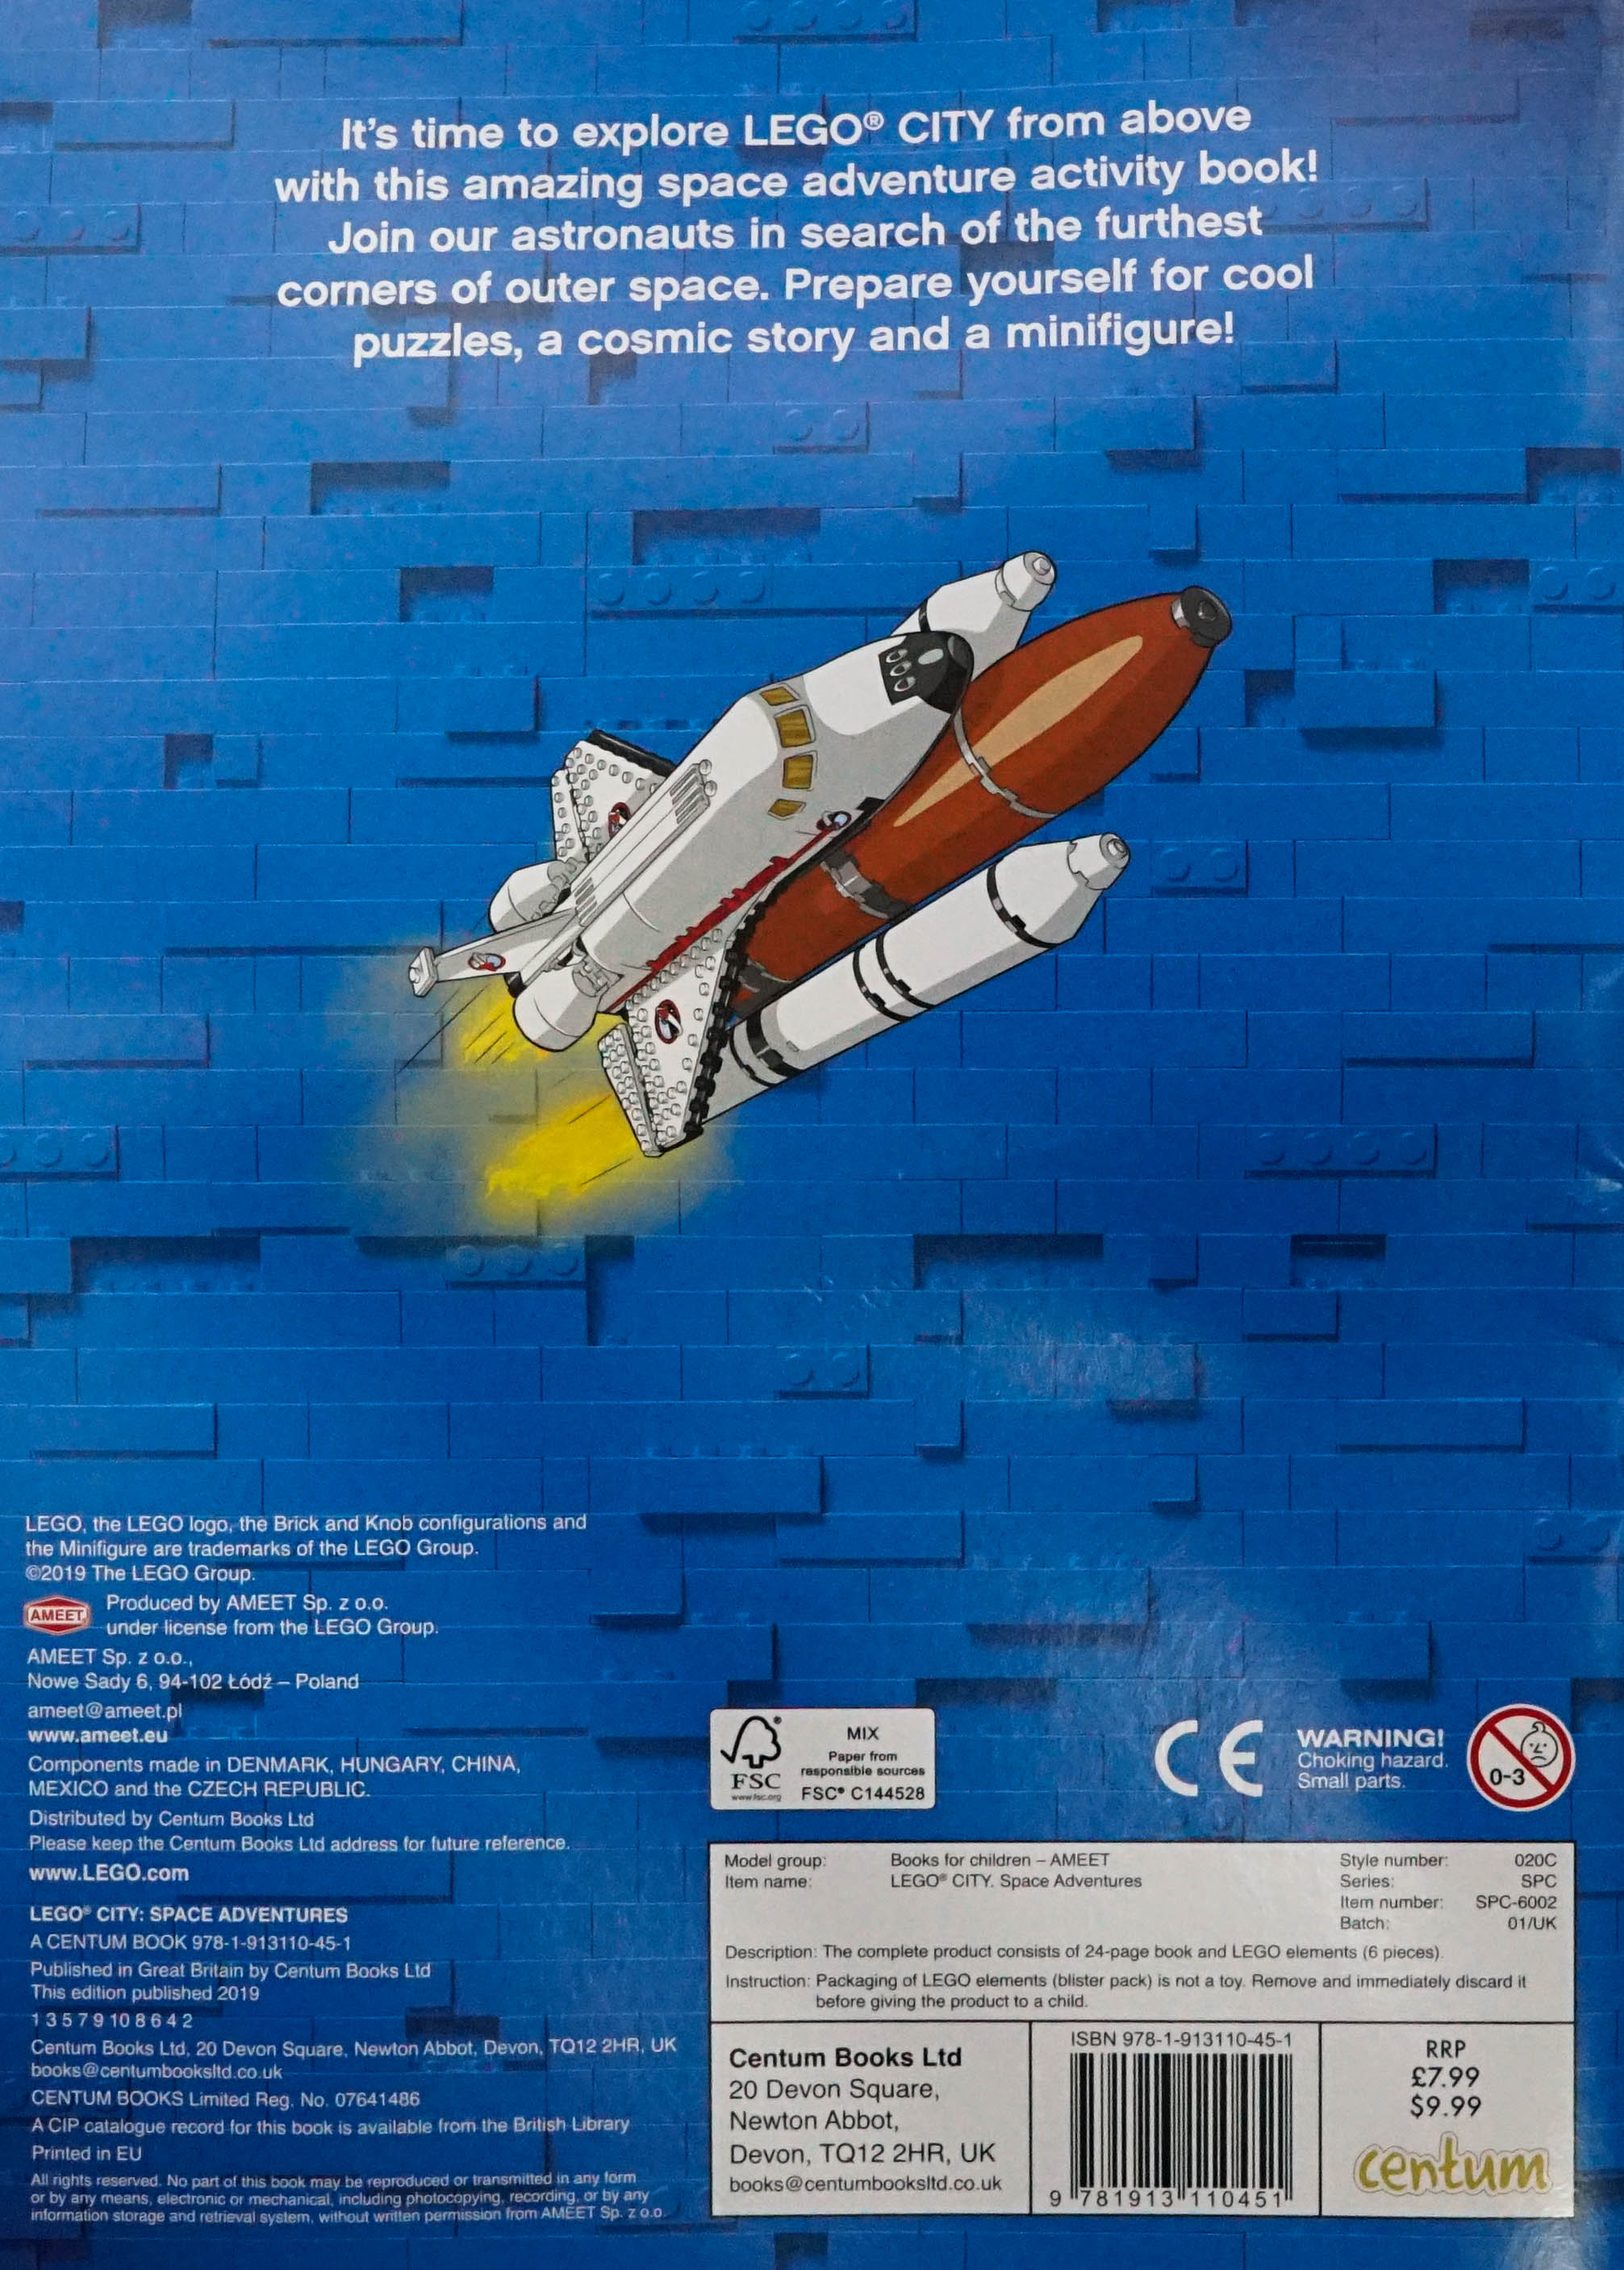 It's time to explore LEGO® CITY from above
with this amazing space adventure activity book!
Join our astronauts in search of the furthest
corners of outer space. Prepare yourself for cool
puzzles, a cosmic story and a minifigure!
LEGO, the LEGO logo, the Brick and Knob configurations and
the Minifigure are trademarks of the LEGO Group.
©2019 The LEGO Group.
AMEET
Produced by AMEET Sp. z o.o.
under license from the LEGO Group.
AMEET Sp. z o.o.,
Nowe Sady 6, 94-102 Łódź – Poland
ameet@ameet.pl
www.ameet.eu
Components made in DENMARK, HUNGARY, CHINA,
MEXICO and the CZECH REPUBLIC.
Distributed by Centum Books Ltd
Please keep the Centum Books Ltd address for future reference.
www.LEGO.com
LEGO® CITY: SPACE ADVENTURES
A CENTUM BOOK 978-1-913110-45-1
Published in Great Britain by Centum Books Ltd
This edition published 2019
1 3 5 7 9 10 8 6 4 2
Centum Books Ltd, 20 Devon Square, Newton Abbot, Devon, TQ12 2HR, UK
books@centumbooksltd.co.uk
CENTUM BOOKS Limited Reg. No. 07641486
A CIP catalogue record for this book is available from the British Library
Printed in EU
All rights reserved. No part of this book may be reproduced or transmitted in any form
or by any means, electronic or mechanical, including photocopying, recording, or by any
information storage and retrieval system, without written permission from AMEET Sp. z o.o.
FSC
www.fsc.org
MIX
Paper from
responsible sources
FSC® C144528
CE
WARNING!
Choking hazard.
Small parts.
0-3
Model group: Books for children – AMEET
Item name: LEGO® CITY. Space Adventures
Style number: 020C
Series: SPC
Item number: SPC-6002
Batch: 01/UK
Description: The complete product consists of 24-page book and LEGO elements (6 pieces).
Instruction: Packaging of LEGO elements (blister pack) is not a toy. Remove and immediately discard it
before giving the product to a child.
Centum Books Ltd
20 Devon Square,
Newton Abbot,
Devon, TQ12 2HR, UK
books@centumbooksltd.co.uk
ISBN 978-1-913110-45-1
9 781913 110451
RRP
£7.99
$9.99
centum